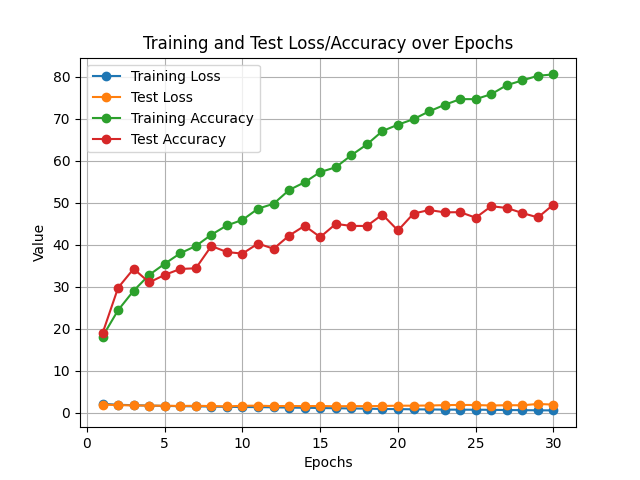 Training and Test Loss/Accuracy over Epochs
Training Loss
Test Loss
Training Accuracy
Test Accuracy
Value
80
70
60
50
40
30
20
10
0
0 5 10 15 20 25 30
Epochs